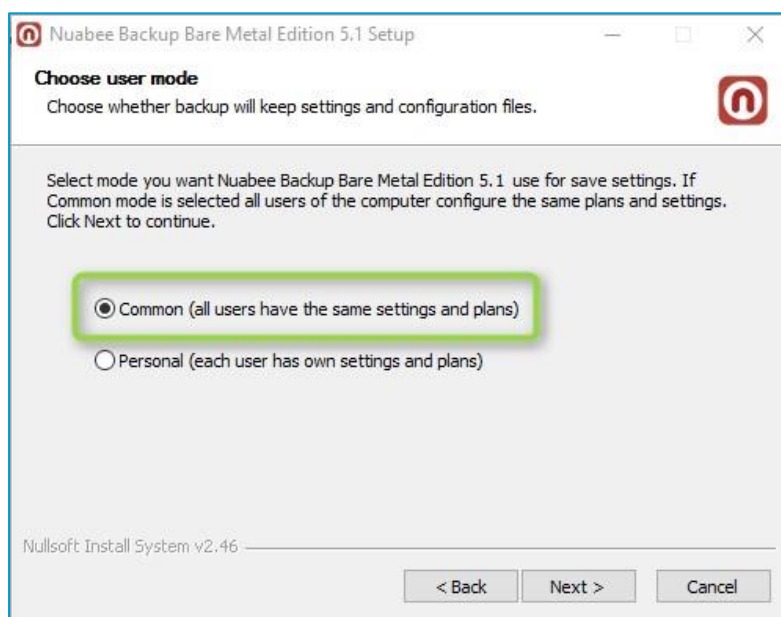 Nuabee Backup Bare Metal Edition 5.1 Setup
Choose user mode
Choose whether backup will keep settings and configuration files.
Select mode you want Nuabee Backup Bare Metal Edition 5.1 use for save settings. If
Common mode is selected all users of the computer configure the same plans and settings.
Click Next to continue.
Common (all users have the same settings and plans)
Personal (each user has own settings and plans)
Nullsoft Install System v2.46
< Back
Next >
Cancel